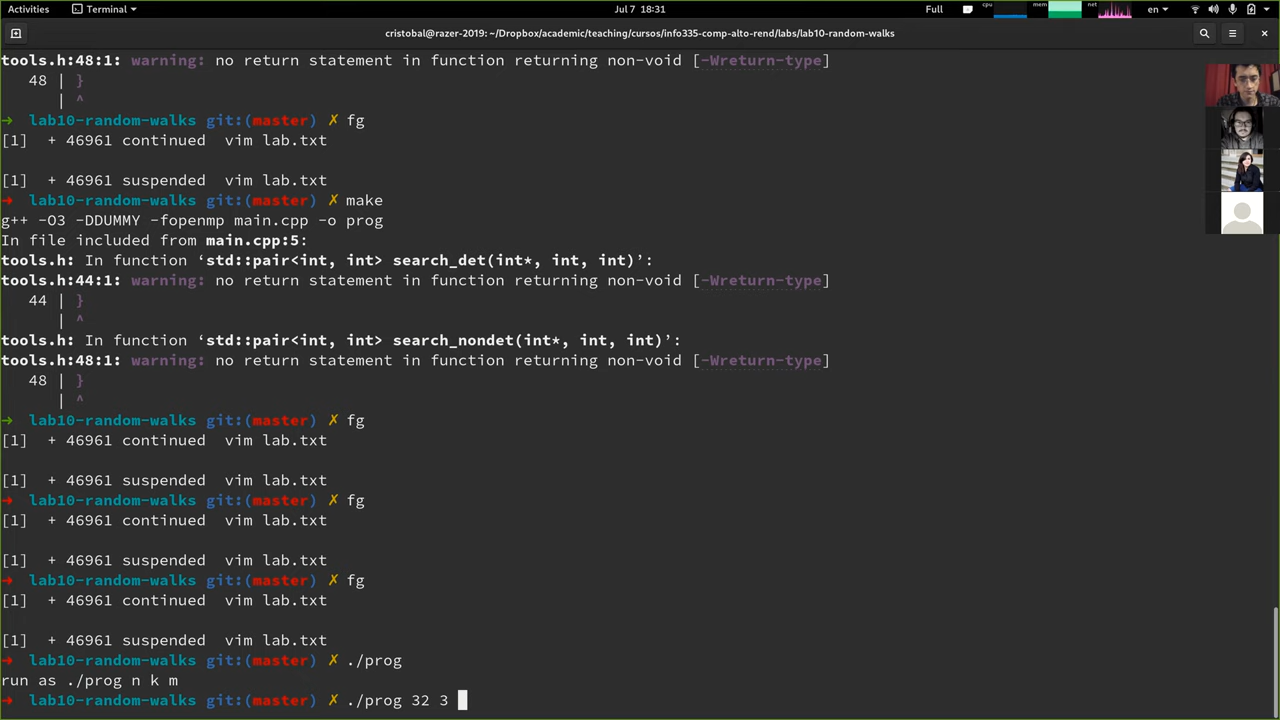 Activities Terminal Jul 7 18:31 Full cpu mem net en
cristobal@razer-2019: ~/Dropbox/academic/teaching/cursos/info335-comp-alto-rend/labs/lab10-random-walks
tools.h:48:1: warning: no return statement in function returning non-void [-Wreturn-type]
48 | }
| ^
→ lab10-random-walks git:(master) ✗ fg
[1] + 46961 continued vim lab.txt
[1] + 46961 suspended vim lab.txt
→ lab10-random-walks git:(master) ✗ make
g++ -O3 -DDUMMY -fopenmp main.cpp -o prog
In file included from main.cpp:5:
tools.h: In function ‘std::pair<int, int> search_det(int*, int, int)’:
tools.h:44:1: warning: no return statement in function returning non-void [-Wreturn-type]
44 | }
| ^
tools.h: In function ‘std::pair<int, int> search_nondet(int*, int, int)’:
tools.h:48:1: warning: no return statement in function returning non-void [-Wreturn-type]
48 | }
| ^
→ lab10-random-walks git:(master) ✗ fg
[1] + 46961 continued vim lab.txt
[1] + 46961 suspended vim lab.txt
→ lab10-random-walks git:(master) ✗ fg
[1] + 46961 continued vim lab.txt
[1] + 46961 suspended vim lab.txt
→ lab10-random-walks git:(master) ✗ fg
[1] + 46961 continued vim lab.txt
[1] + 46961 suspended vim lab.txt
→ lab10-random-walks git:(master) ✗ ./prog
run as ./prog n k m
→ lab10-random-walks git:(master) ✗ ./prog 32 3